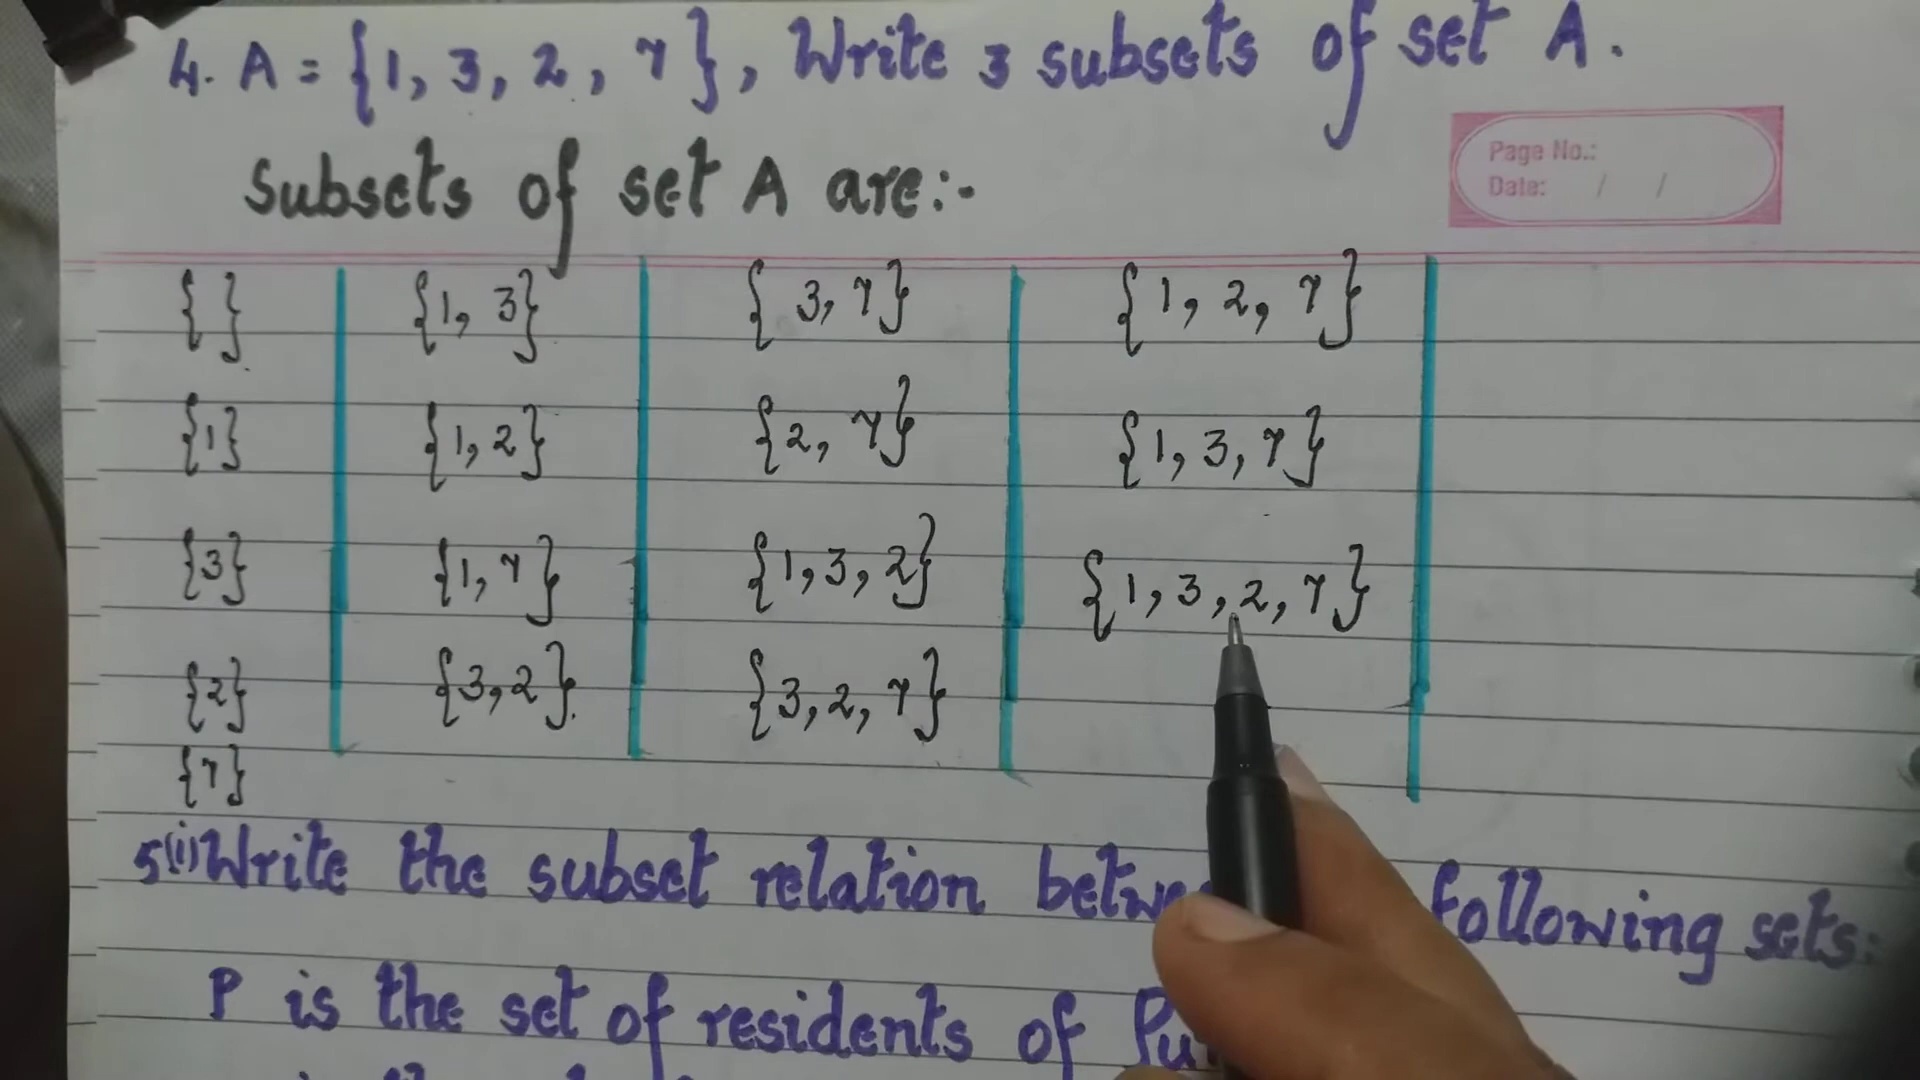 4. A = {1, 3, 2, 7}, Write 3 subsets of set A.
Page No.:
Date: / /
Subsets of set A are:-
{ } {1, 3} {3, 7} {1, 2, 7}
{1} {1, 2} {2, 7} {1, 3, 7}
{3} {1, 7} {1, 3, 2} {1, 3, 2, 7}
{2} {3, 2} {3, 2, 7}
{7}
5(i) Write the subset relation following sets:
P is the set of residents of